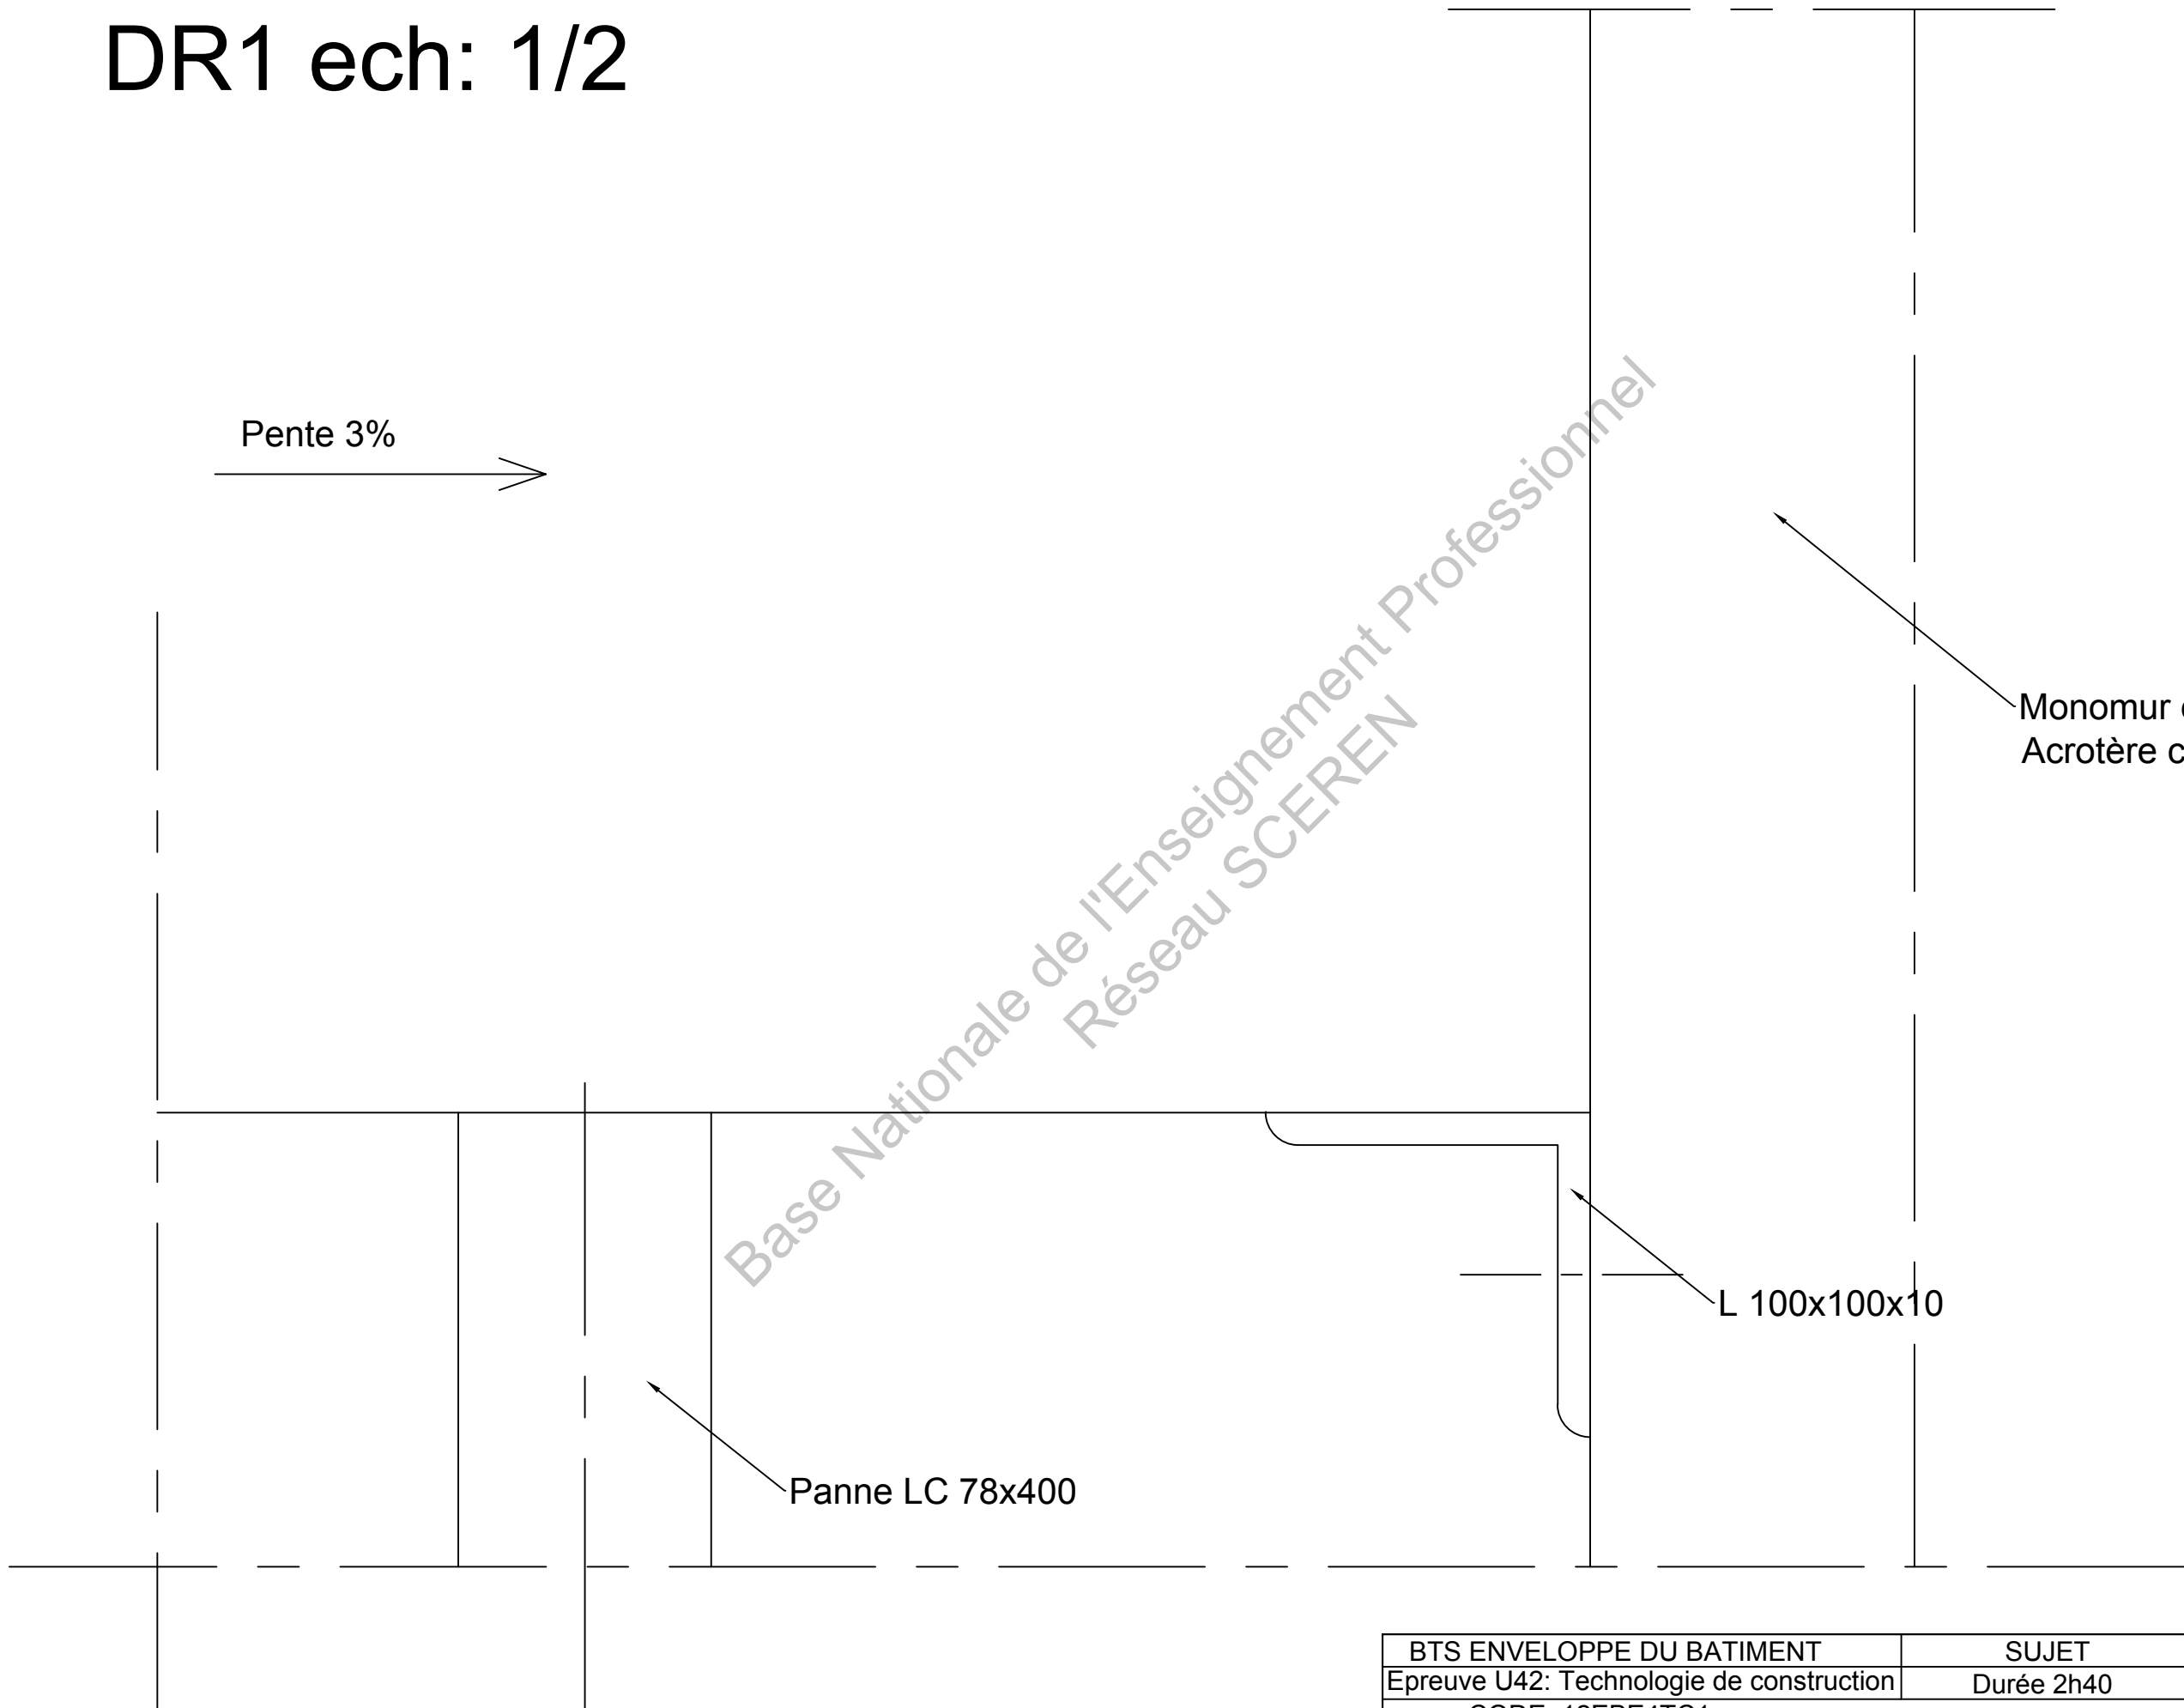 DR1 ech: 1/2
Pente 3%
Base Nationale de l'Enseignement Professionnel
Réseau SCEREN
Monomur
Acrotère
L 100x100x10
Panne LC 78x400
BTS ENVELOPPE DU BATIMENT SUJET
Epreuve U42: Technologie de construction Durée 2h40